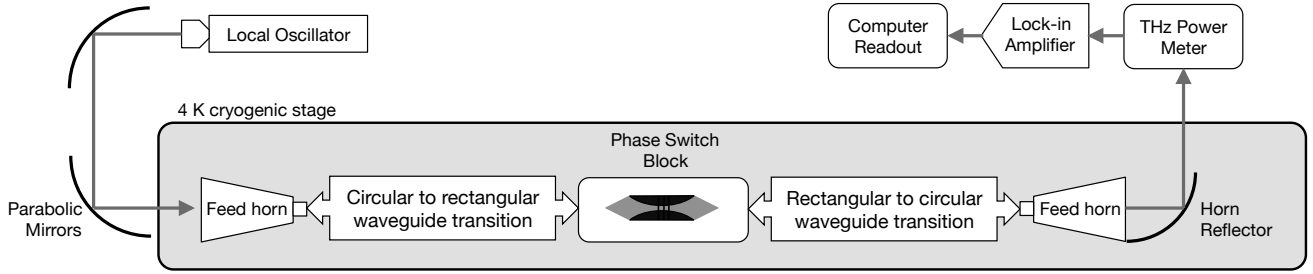 Local Oscillator
Computer
Readout
Lock-in
Amplifier
THz Power
Meter
4 K cryogenic stage
Phase Switch
Block
Parabolic
Mirrors
Feed horn
Circular to rectangular
waveguide transition
Rectangular to circular
waveguide transition
Feed horn
Horn
Reflector